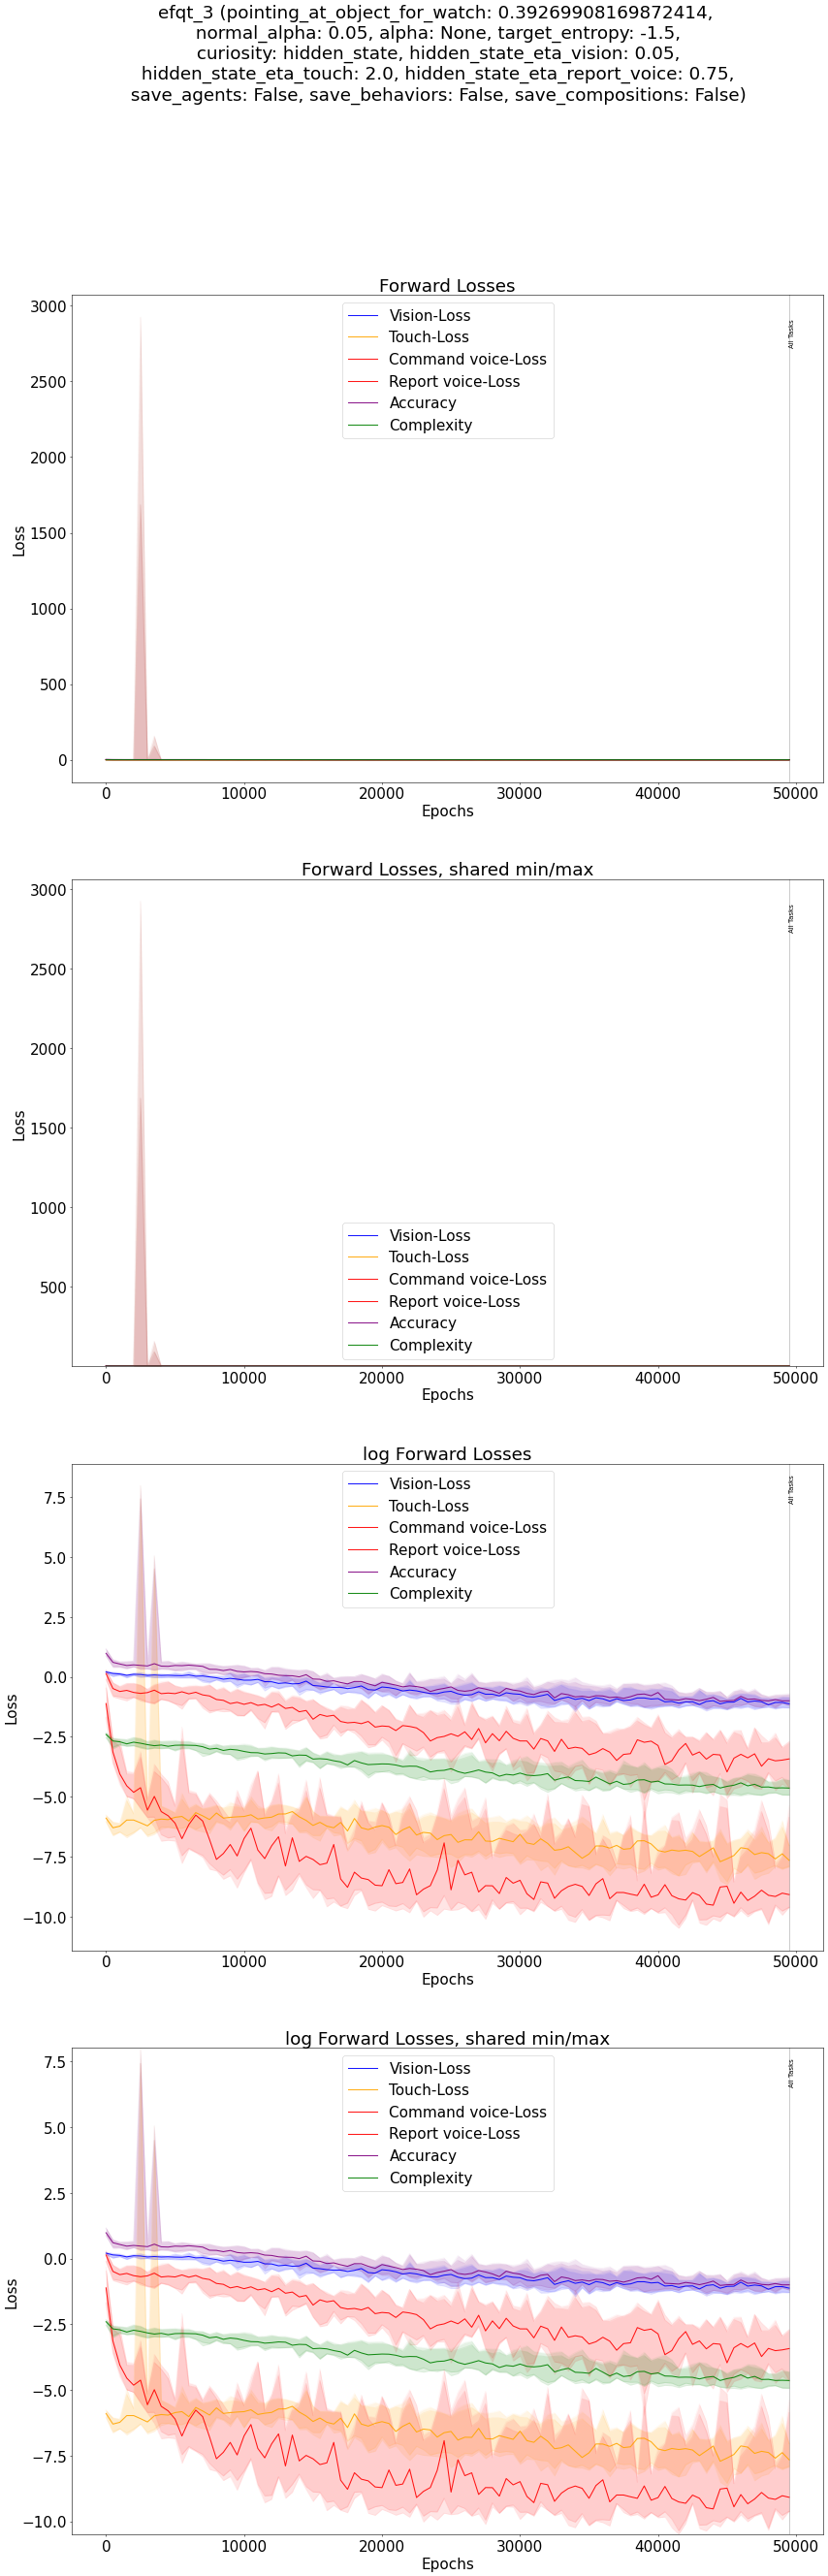 efqt_3 (pointing_at_object_for_watch: 0.39269908169872414,
normal_alpha: 0.05, alpha: None, target_entropy: -1.5,
curiosity: hidden_state, hidden_state_eta_vision: 0.05,
hidden_state_eta_touch: 2.0, hidden_state_eta_report_voice: 0.75,
save_agents: False, save_behaviors: False, save_compositions: False)
Forward Losses
Vision-Loss
Touch-Loss
Command voice-Loss
Report voice-Loss
Accuracy
Complexity
All Tasks
3000
2500
2000
1500
1000
500
0
Loss
0 10000 20000 30000 40000 50000
Epochs
Forward Losses, shared min/max
All Tasks
3000
2500
2000
1500
1000
500
Loss
Vision-Loss
Touch-Loss
Command voice-Loss
Report voice-Loss
Accuracy
Complexity
0 10000 20000 30000 40000 50000
Epochs
log Forward Losses
Vision-Loss
Touch-Loss
Command voice-Loss
Report voice-Loss
Accuracy
Complexity
All Tasks
7.5
5.0
2.5
0.0
−2.5
−5.0
−7.5
−10.0
Loss
0 10000 20000 30000 40000 50000
Epochs
log Forward Losses, shared min/max
Vision-Loss
Touch-Loss
Command voice-Loss
Report voice-Loss
Accuracy
Complexity
All Tasks
7.5
5.0
2.5
0.0
−2.5
−5.0
−7.5
−10.0
Loss
0 10000 20000 30000 40000 50000
Epochs